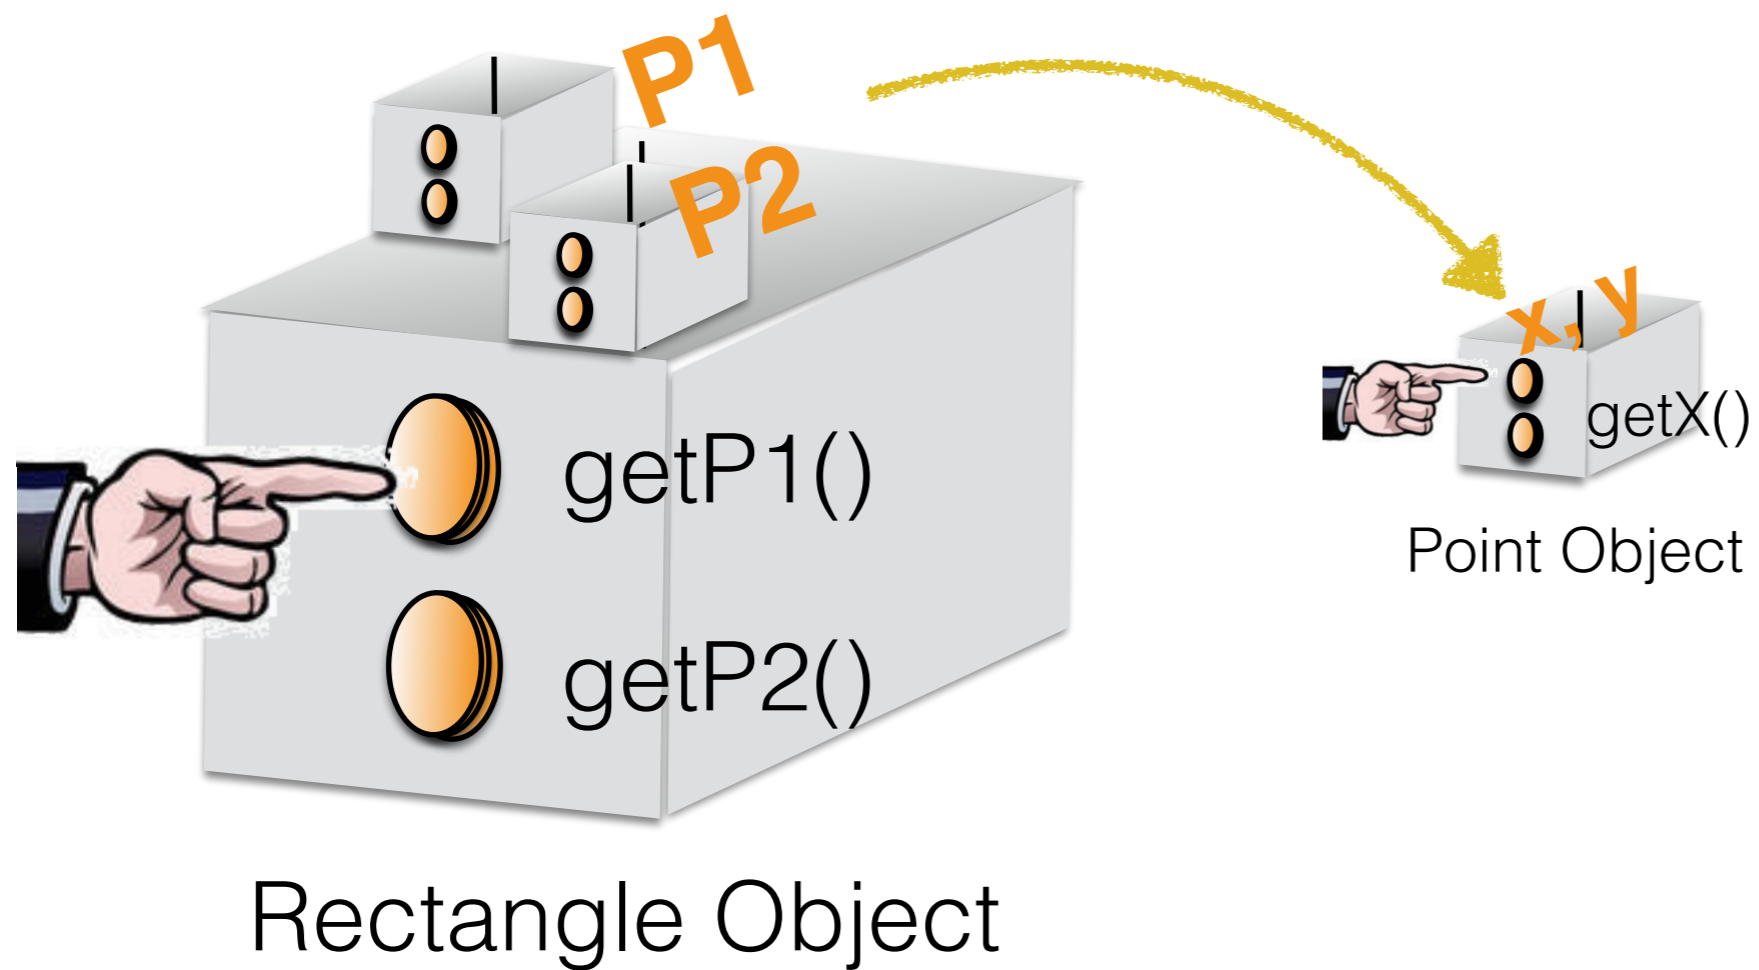 P1
P2
x, y
getX()
Point Object
getP1()
getP2()
Rectangle Object